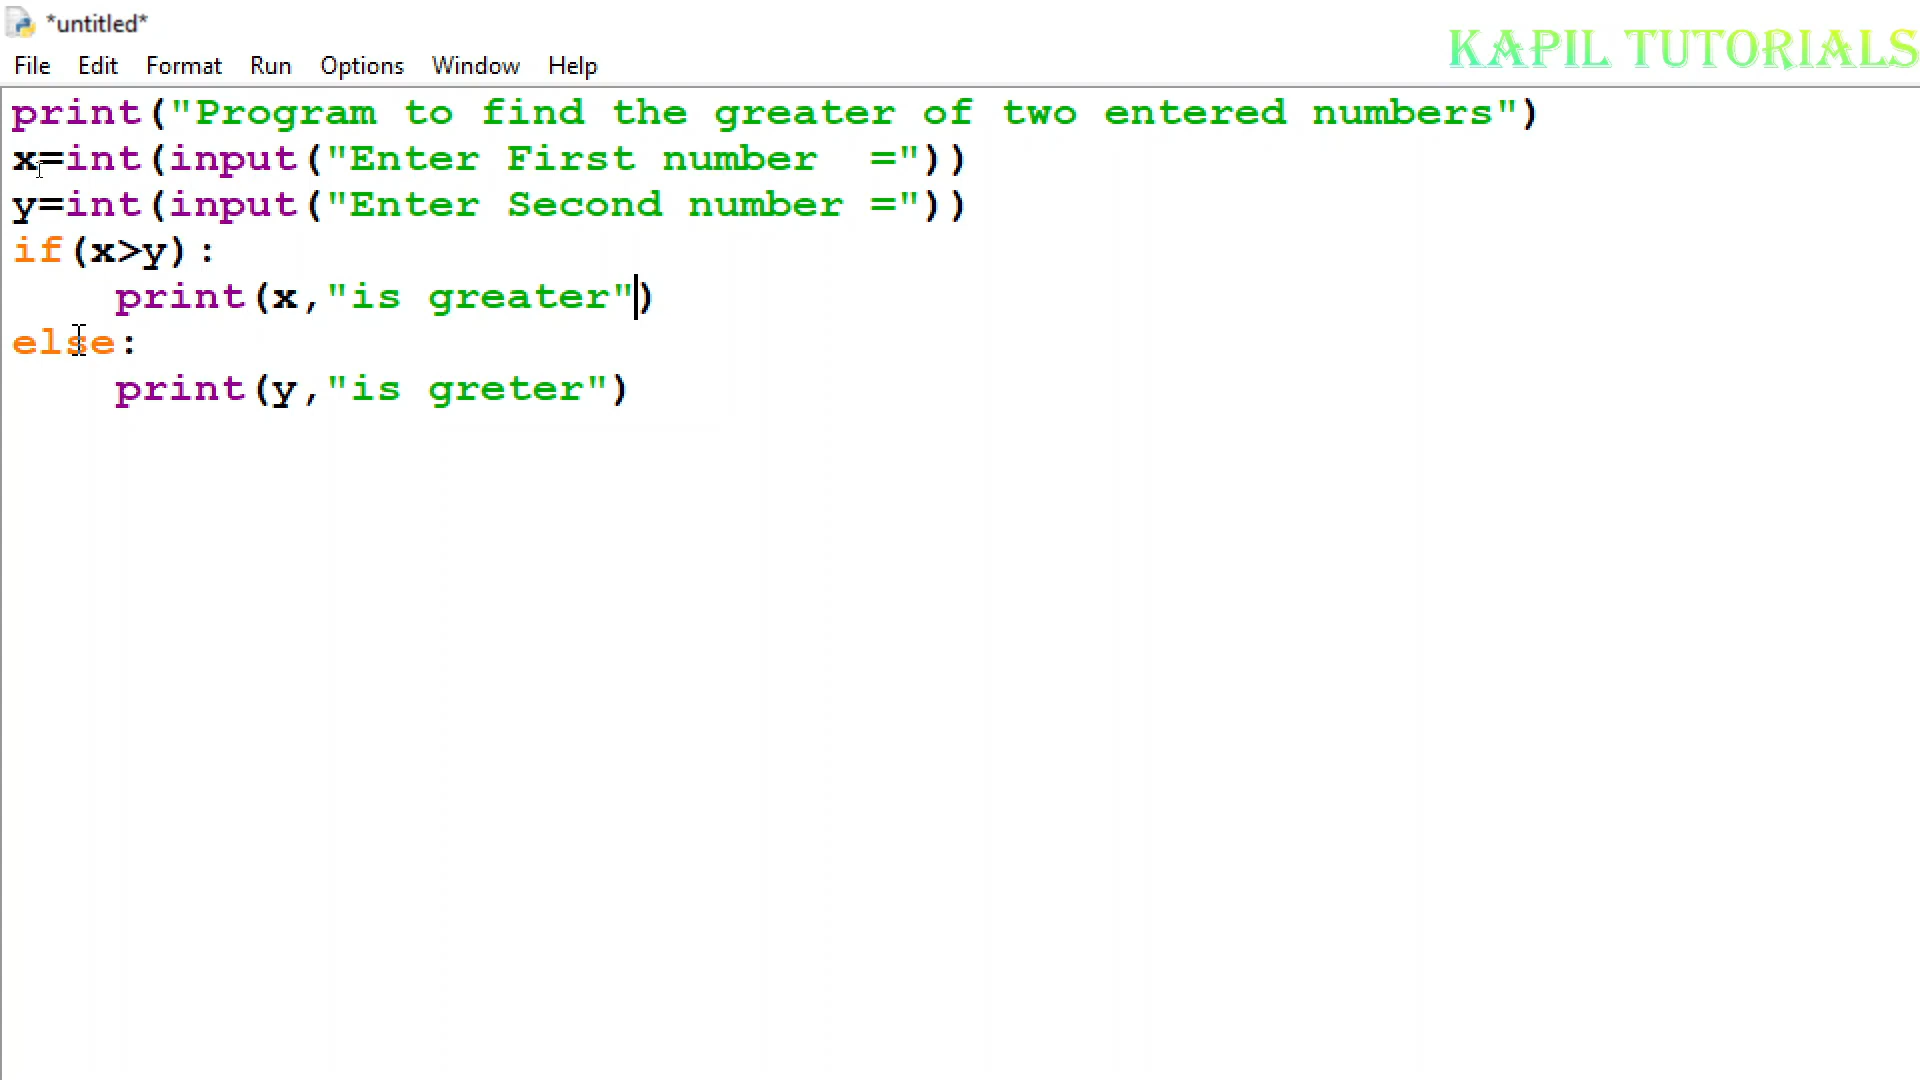 *untitled*
File Edit Format Run Options Window Help
KAPIL TUTORIALS
print("Program to find the greater of two entered numbers")
x=int(input("Enter First number  ="))
y=int(input("Enter Second number ="))
if(x>y):
    print(x,"is greater")
else:
    print(y,"is greter")